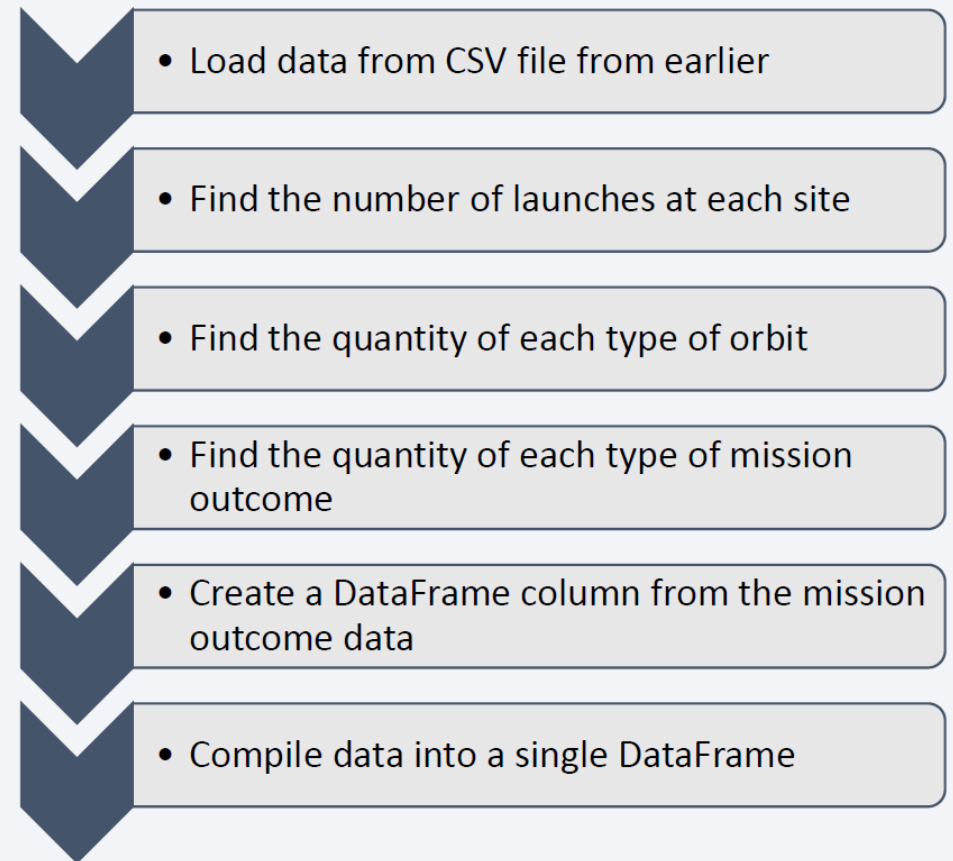 • Load data from CSV file from earlier
• Find the number of launches at each site
• Find the quantity of each type of orbit
• Find the quantity of each type of mission
outcome
• Create a DataFrame column from the mission
outcome data
• Compile data into a single DataFrame